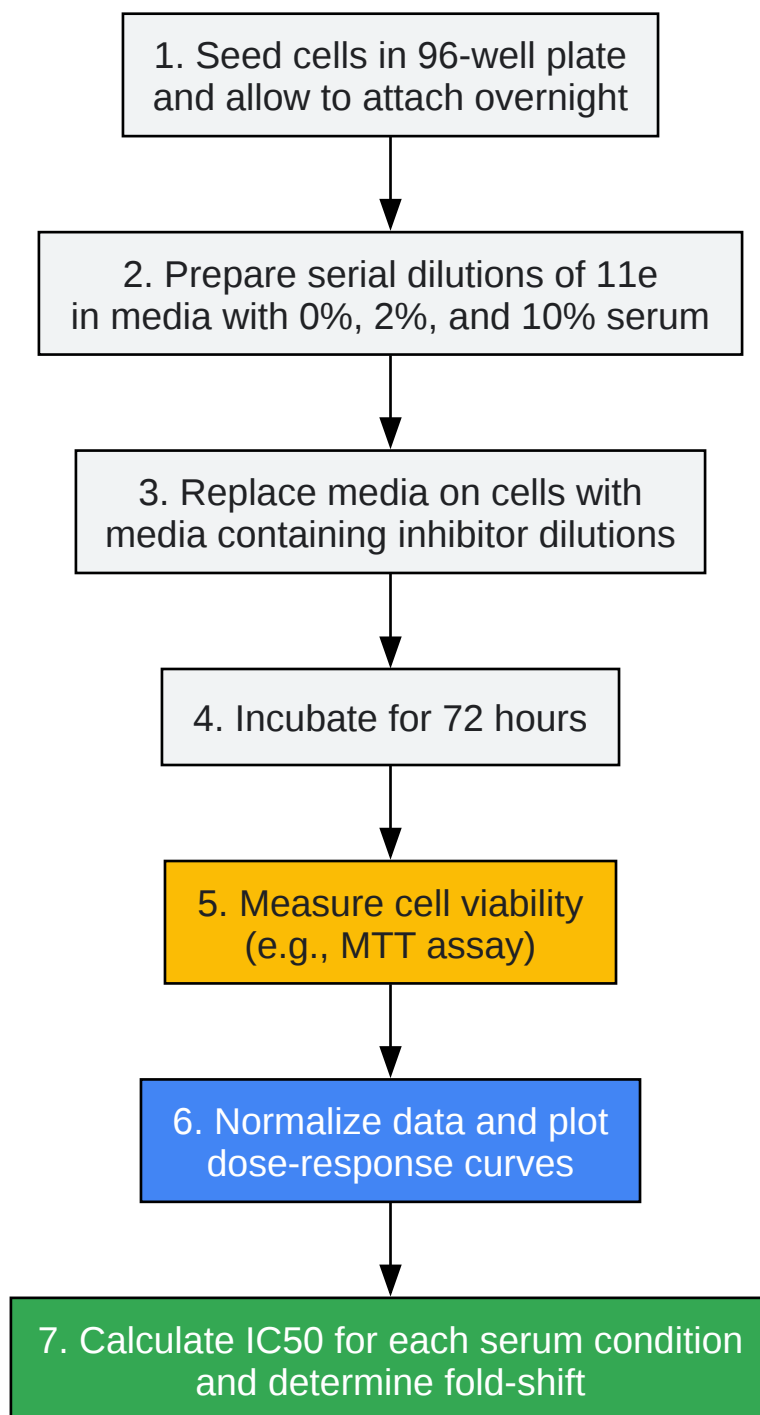 1. Seed cells in 96-well plate
and allow to attach overnight
2. Prepare serial dilutions of 11e
in media with 0%, 2%, and 10% serum
3. Replace media on cells with
media containing inhibitor dilutions
4. Incubate for 72 hours
5. Measure cell viability
(e.g., MTT assay)
6. Normalize data and plot
dose-response curves
7. Calculate IC50 for each serum condition
and determine fold-shift